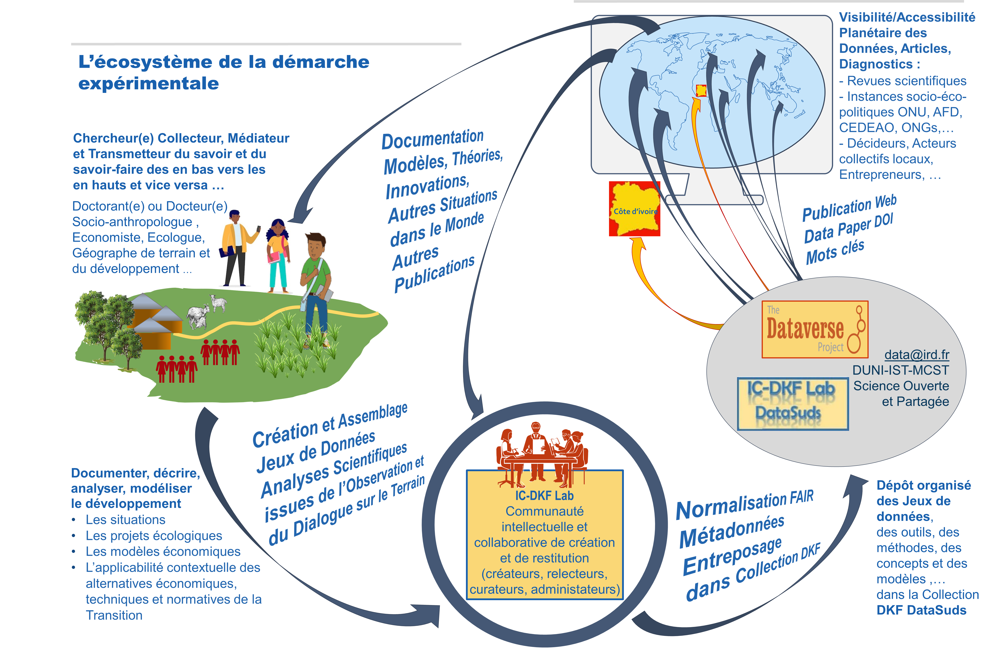 L'écosystème de la démarche
expérimentale
Chercheur(e) Collecteur, Médiateur
et Transmetteur du savoir et du
savoir-faire des en bas vers les
en hauts et vice versa …
Doctorant(e) ou Docteur(e)
Socio-anthropologue ,
Economiste, Ecologue,
Géographe de terrain et
du développement …
Documentation
Modèles, Théories,
Innovations,
Autres Situations
dans le Monde
Autres
Publications
Visibilité/Accessibilité
Planétaire des
Données, Articles,
Diagnostics :
- Revues scientifiques
- Instances socio-éco-
politiques ONU, AFD,
CEDEAO, ONGs,…
- Décideurs, Acteurs
collectifs locaux,
Entrepreneurs, …
Côte d'ivoire
Publication Web
Data Paper DOI
Mots clés
The
Dataverse
Project
data@ird.fr
DUNI-IST-MCST
Science Ouverte
et Partagée
IC-DKF Lab
DataSuds
Création et Assemblage
Jeux de Données
Analyses Scientifiques
issues de l'Observation et
du Dialogue sur le Terrain
Documenter, décrire,
analyser, modéliser
le développement
• Les situations
• Les projets écologiques
• Les modèles économiques
• L'applicabilité contextuelle des
alternatives économiques,
techniques et normatives de la
Transition
IC-DKF Lab
Communauté
intellectuelle et
collaborative de création
et de restitution
(créateurs, relecteurs,
curateurs, administateurs)
Normalisation FAIR
Métadonnées
Entreposage
dans Collection DKF
Dépôt organisé
des Jeux de
données,
des outils, des
méthodes, des
concepts et des
modèles ,…
dans la Collection
DKF DataSuds